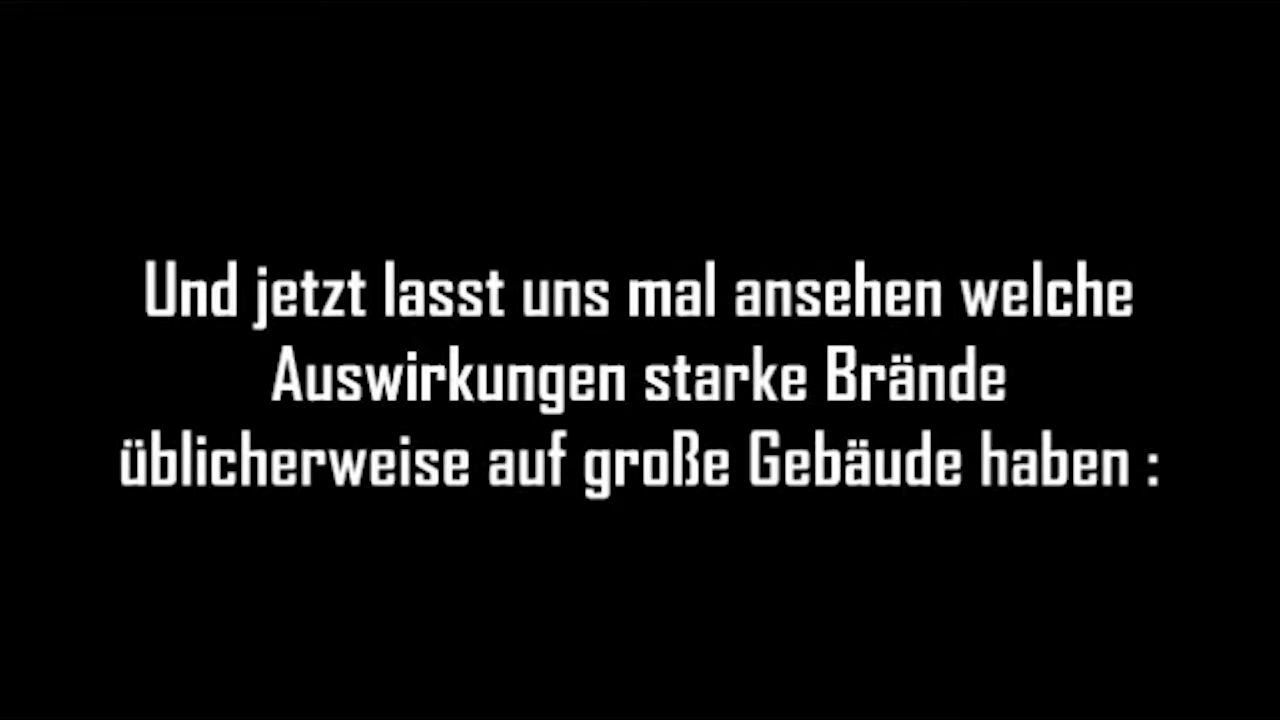 Und jetzt lasst uns mal ansehen welche
Auswirkungen starke Brände
üblicherweise auf große Gebäude haben :